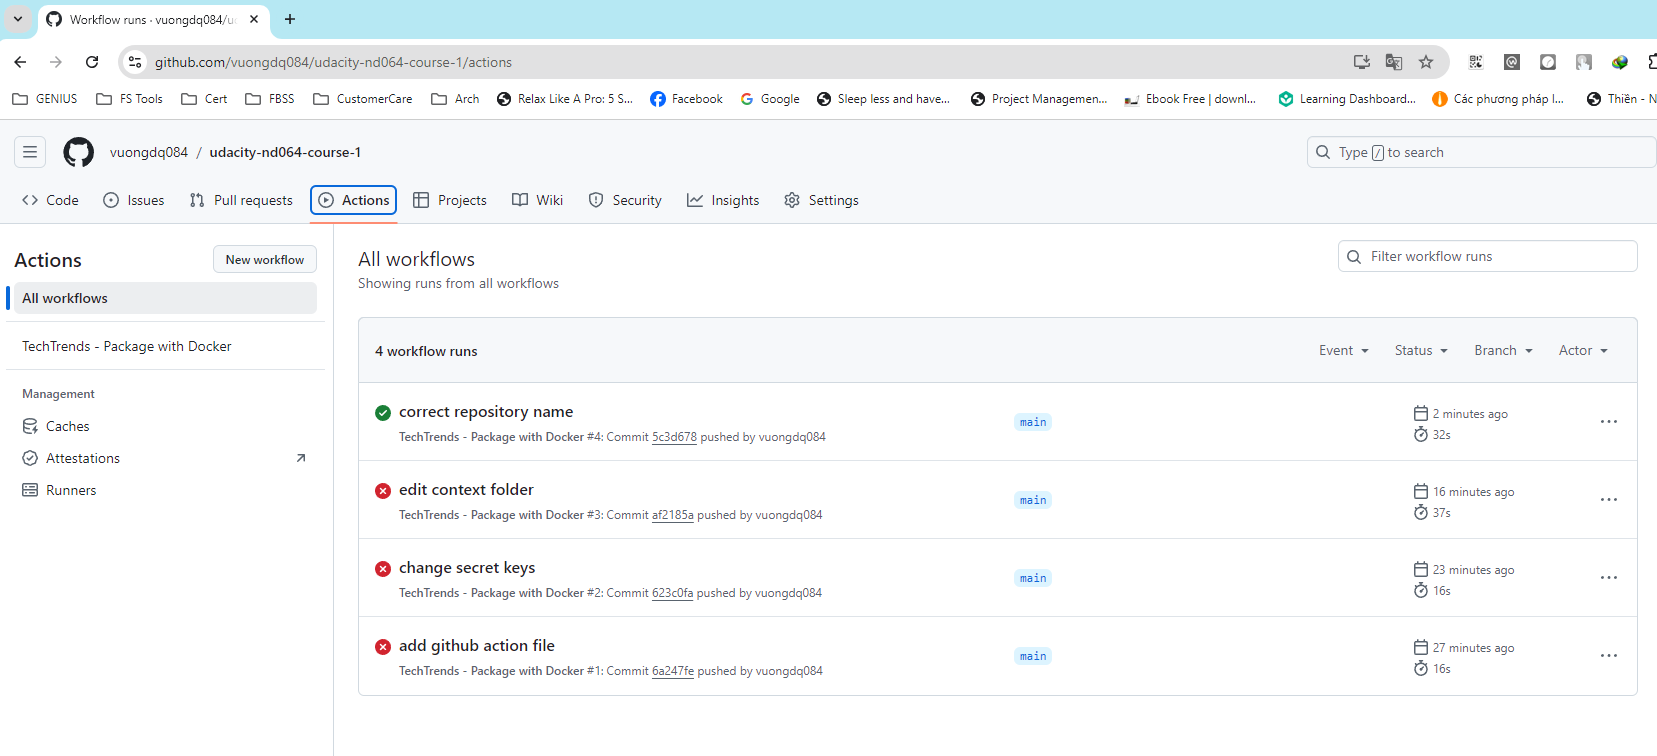 Workflow runs · vuongdq084/u
github.com/vuongdq084/udacity-nd064-course-1/actions
GENIUS FS Tools Cert FBSS CustomerCare Arch Relax Like A Pro: 5 S... Facebook Google Sleep less and have... Project Managemen... Ebook Free | downl... Learning Dashboard... Các phương pháp l... Thiền - N
vuongdq084 / udacity-nd064-course-1 Type / to search
Code Issues Pull requests Actions Projects Wiki Security Insights Settings
Actions New workflow
All workflows
TechTrends - Package with Docker
Management
Caches
Attestations
Runners
All workflows
Showing runs from all workflows
Filter workflow runs
4 workflow runs Event Status Branch Actor
correct repository name
TechTrends - Package with Docker #4: Commit 5c3d678 pushed by vuongdq084
main
2 minutes ago
32s
edit context folder
TechTrends - Package with Docker #3: Commit af2185a pushed by vuongdq084
main
16 minutes ago
37s
change secret keys
TechTrends - Package with Docker #2: Commit 623c0fa pushed by vuongdq084
main
23 minutes ago
16s
add github action file
TechTrends - Package with Docker #1: Commit 6a247fe pushed by vuongdq084
main
27 minutes ago
16s